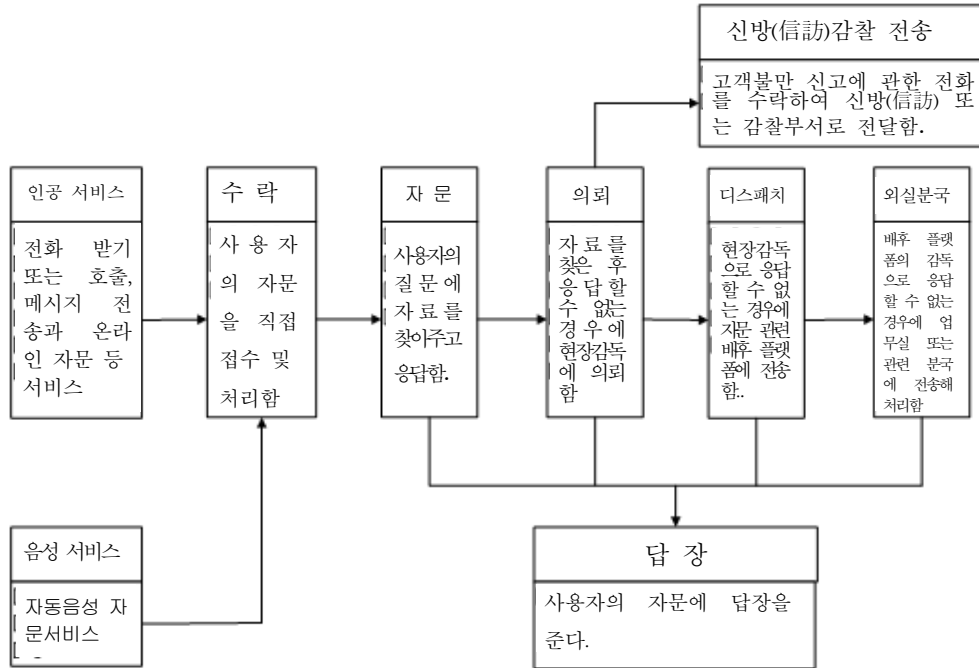 신방(信訪)감찰 전송
고객불만 신고에 관한 전화
를 수락하여 신방(信訪) 또
는 감찰부서로 전달함.
인공 서비스
전화 받기
또는 호출,
메시지 전
송과 온라
인 자문 등
서비스
수 락
사 용 자
의 자문
을 직접
접수 및
처리함
자 문
사용자의
질 문 에
자 료 를
찾아주고
응답함.
의뢰
자 료 를
찾은 후
응 답 할
수 없는
경 우 에
현장감독
에 의뢰
함
디스패치
현장감독
으로 응답
할 수 없
는 경우에
자문 관련
배후 플랫
폼에 전송
함..
외실분국
배후 플랫
폼의 감독
으로 응답
할 수 없는
경우에 업
무실 또는
관련 분국
에 전송해
처리함
음성 서비스
자동음성 자
문서비스
답 장
사용자의 자문에 답장을
준다.